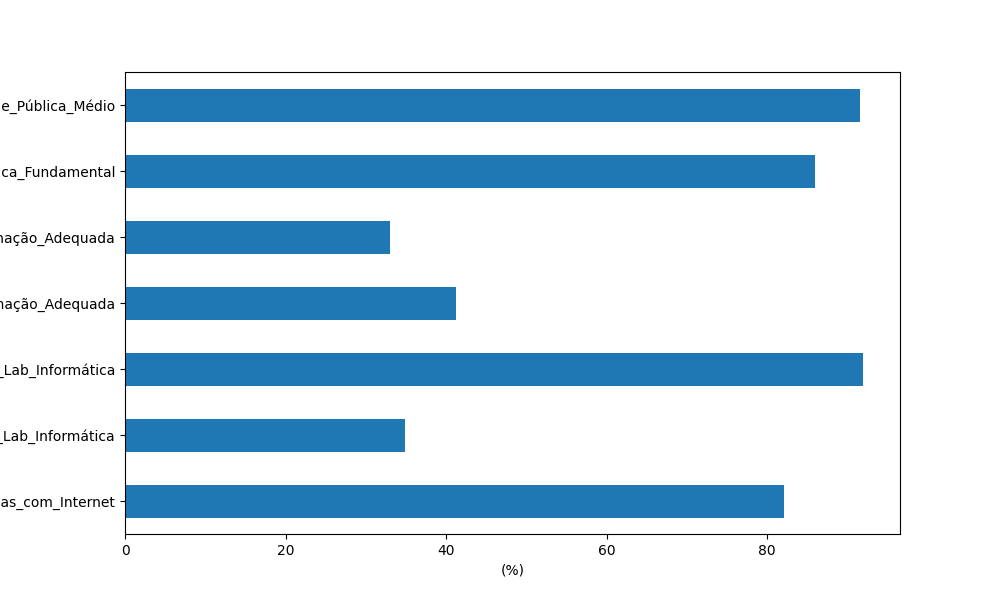 e_Pública_Médio
ca_Fundamental
nação_Adequada
nação_Adequada
_Lab_Informática
_Lab_Informática
as_com_Internet
0 20 40 60 80
(%)